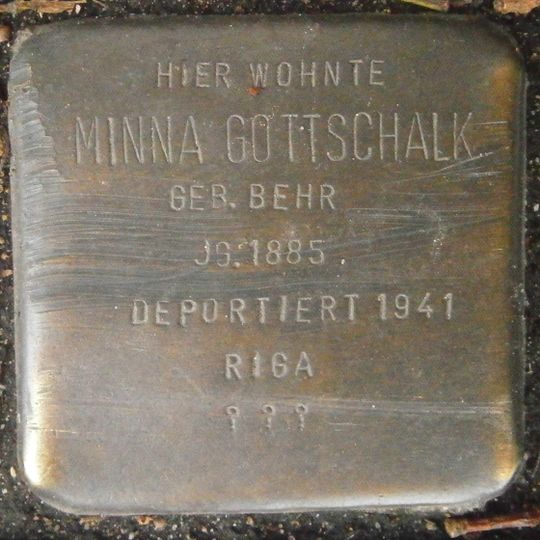 HIER WOHNTE
MINNA GOTTSCHALK
GEB. BEHR
JG. 1885
DEPORTIERT 1941
RIGA
? ? ?